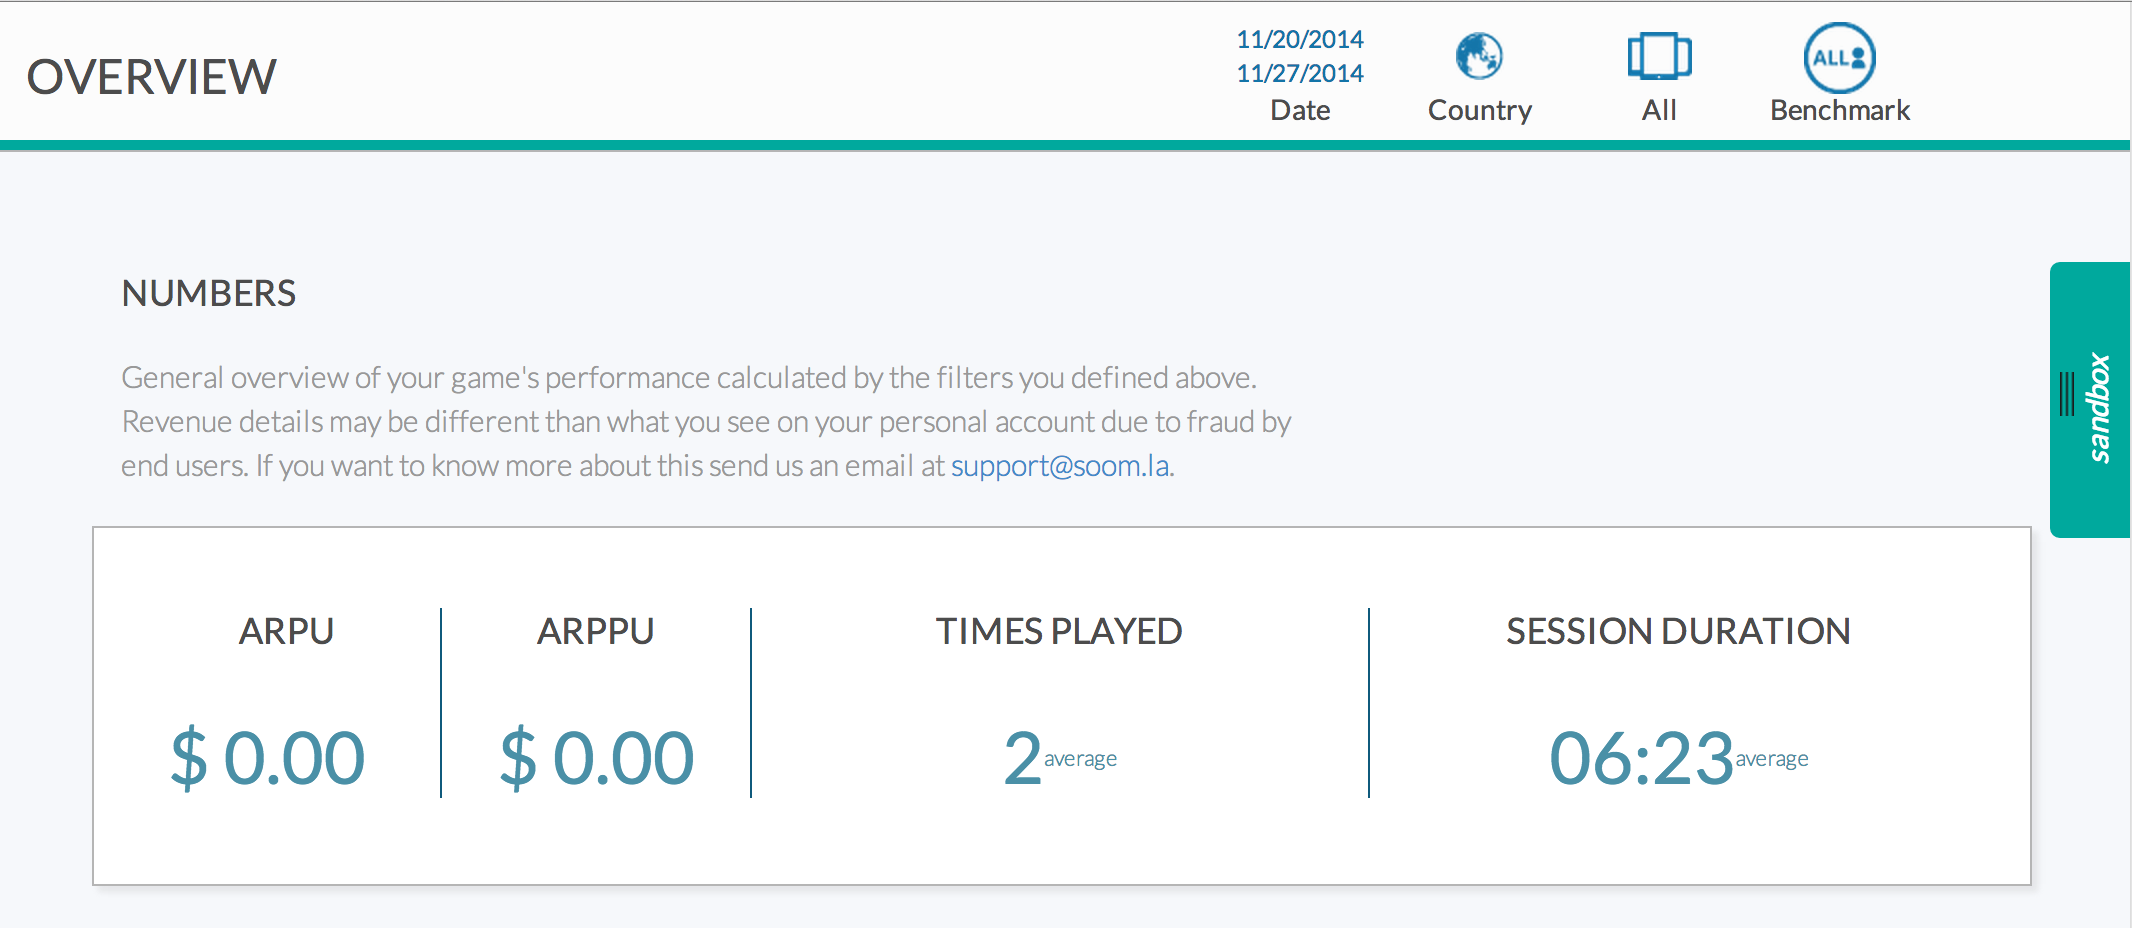 OVERVIEW
11/20/2014
11/27/2014
Date
Country
All
ALL
Benchmark
NUMBERS
General overview of your game's performance calculated by the filters you defined above.
Revenue details may be different than what you see on your personal account due to fraud by
end users. If you want to know more about this send us an email at support@soom.la.
sandbox
ARPU
ARPPU
TIMES PLAYED
SESSION DURATION
$ 0.00
$ 0.00
2 average
06:23 average